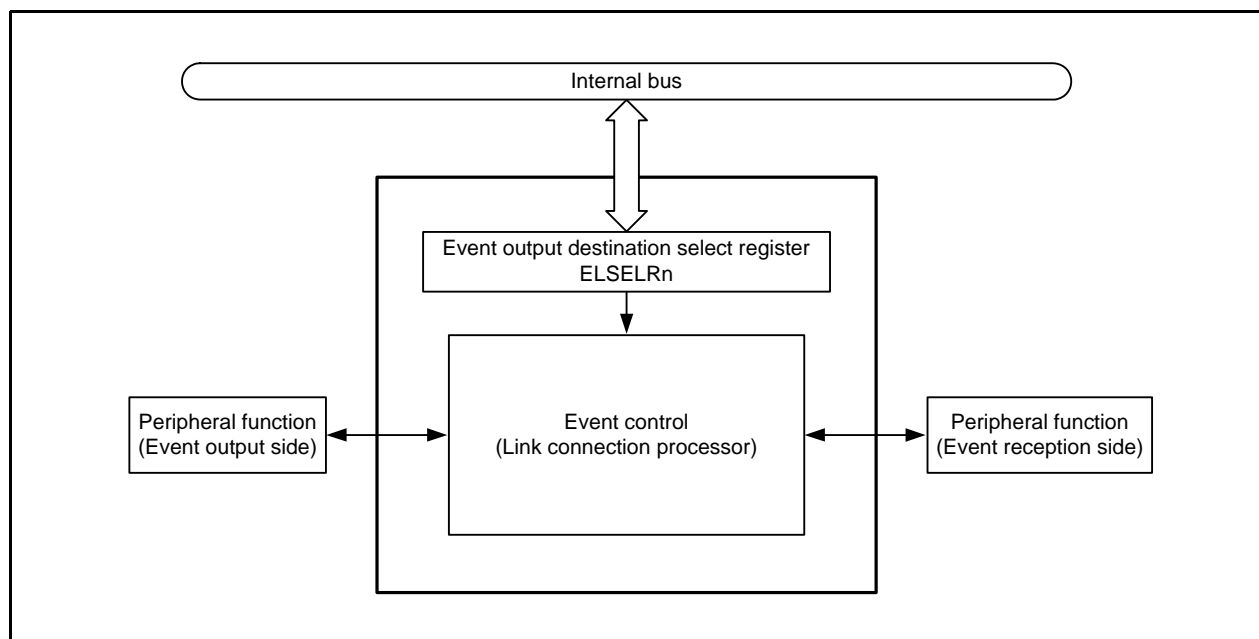 Internal bus
Event output destination select register
ELSELRn
Peripheral function
(Event output side)
Event control
(Link connection processor)
Peripheral function
(Event reception side)